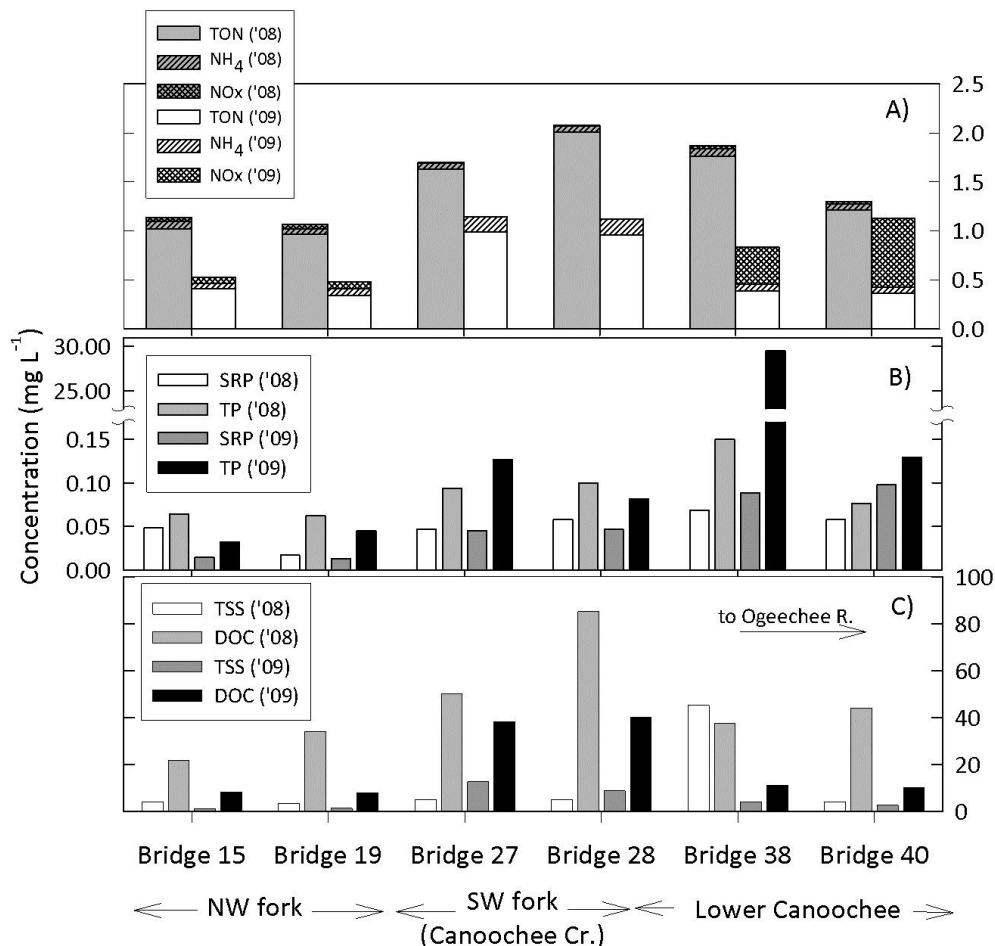 TON ('08)
NH4 ('08)
NOx ('08)
TON ('09)
NH4 ('09)
NOx ('09)
A)
2.5
2.0
1.5
1.0
0.5
0.0
Concentration (mg L-1)
30.00
25.00
0.15
0.10
0.05
0.00
SRP ('08)
TP ('08)
SRP ('09)
TP ('09)
B)
TSS ('08)
DOC ('08)
TSS ('09)
DOC ('09)
C)
to Ogeechee R.
100
80
60
40
20
0
Bridge 15 Bridge 19 Bridge 27 Bridge 28 Bridge 38 Bridge 40
NW fork SW fork Lower Canoochee
(Canoochee Cr.)